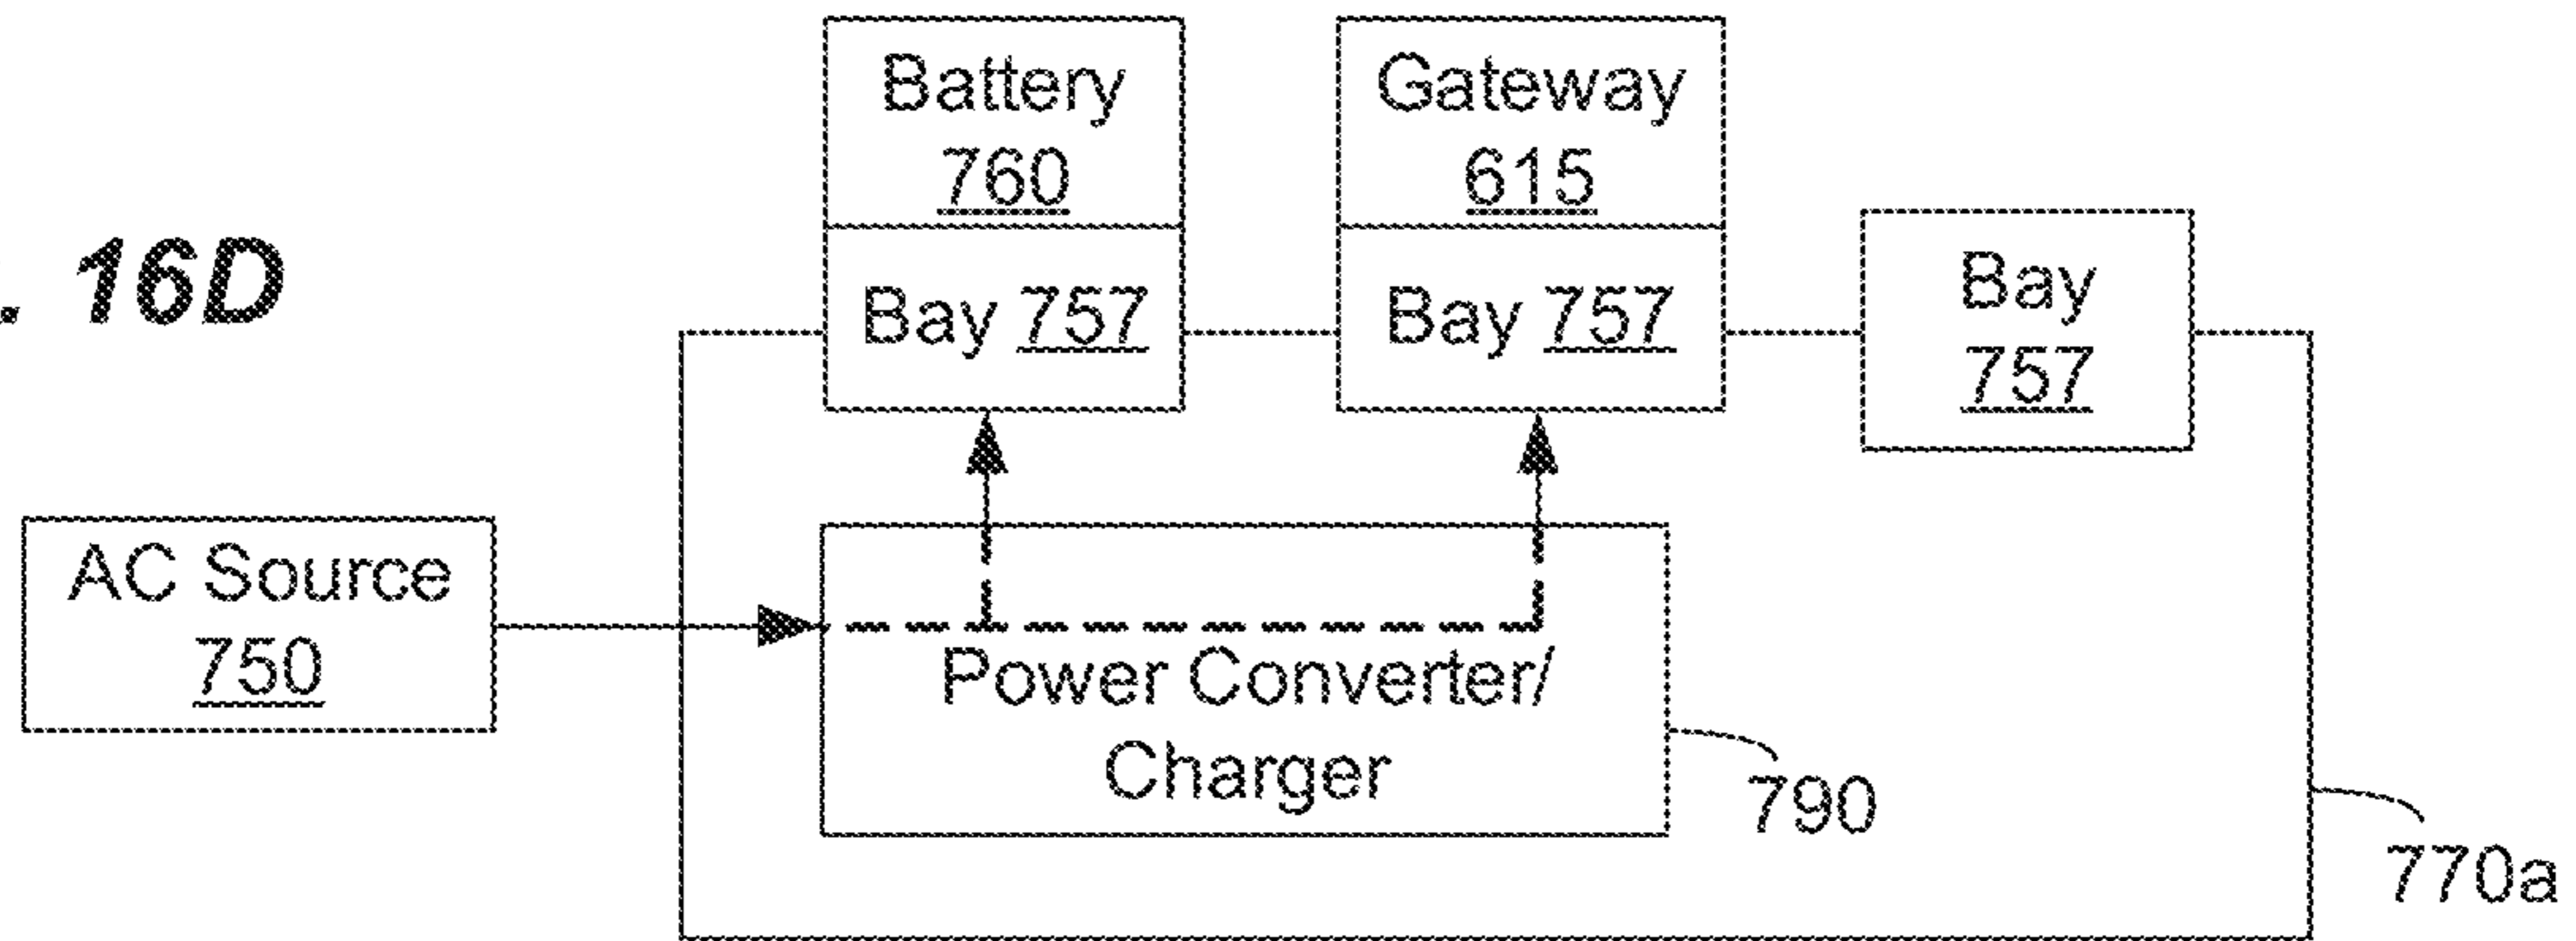 Battery
760
Gateway
615
. 16D
Bay 757
Bay 757
Bay
757
AC Source
750
Power Converter/
Charger
790
770a